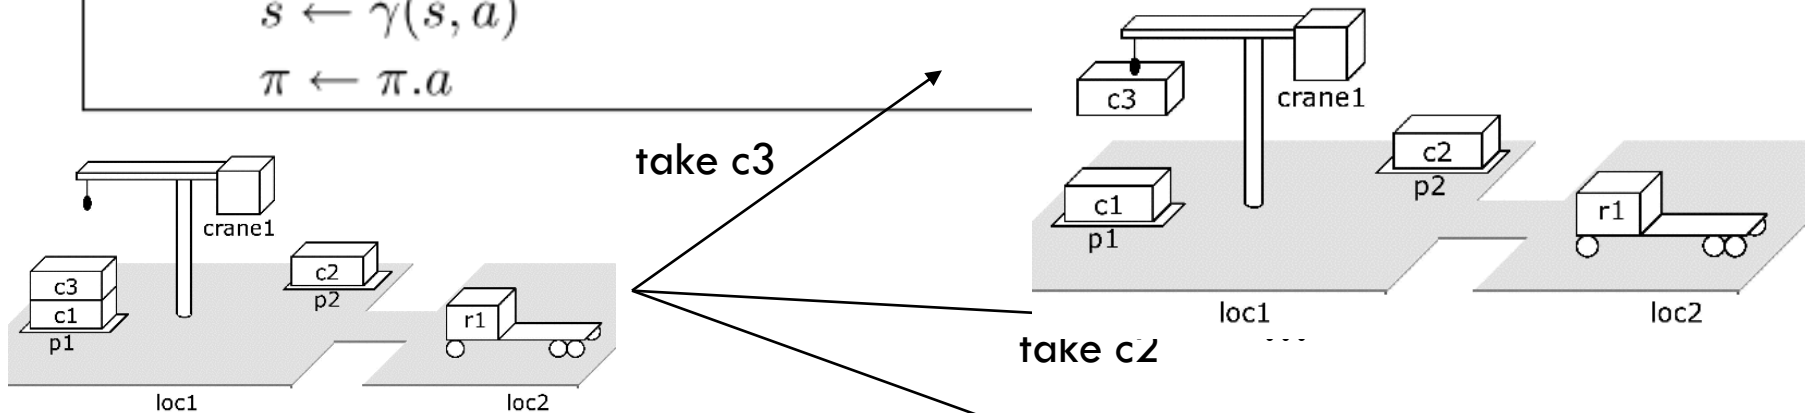 s ← γ(s, a)
π ← π.a
take c3
crane1
c3
c1
p1
c2
p2
r1
loc1
loc2
take c2
...
c3
crane1
c1
p1
c2
p2
r1
loc1
loc2